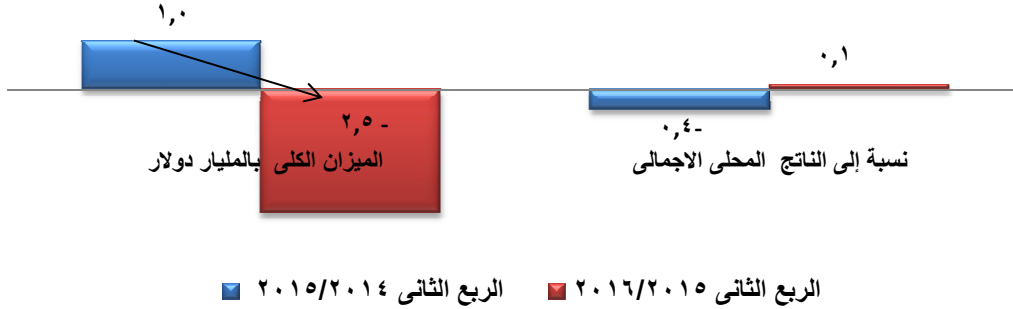 ١,٠
٠,١
- ٢,٥
-٠,٤
الميزان الكلى بالمليار دولار
نسبة إلى الناتج المحلى الاجمالى
الربع الثانى ٢٠١٥/٢٠١٤
الربع الثانى ٢٠١٦/٢٠١٥